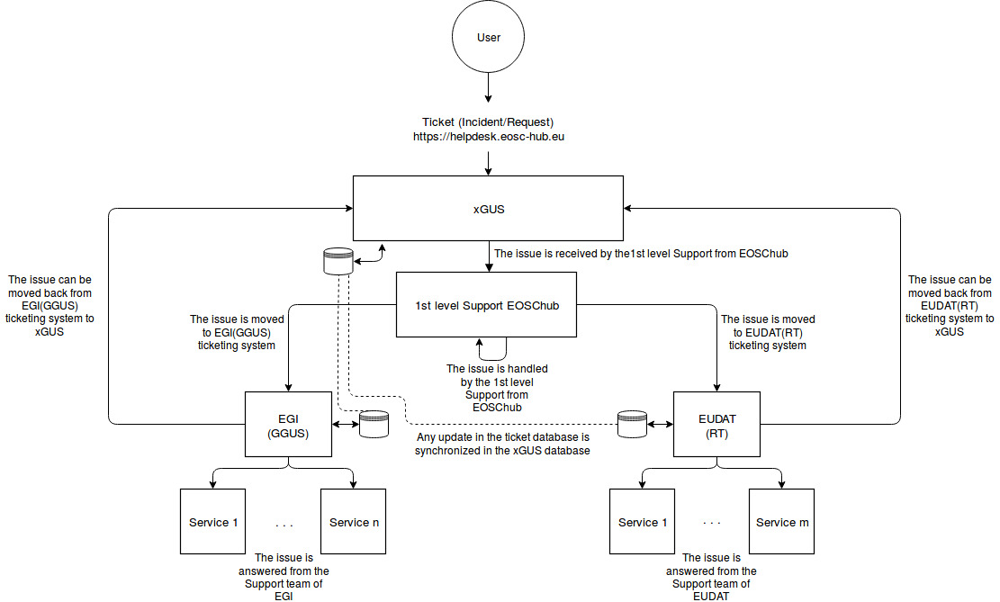 User
Ticket (Incident/Request)
https://helpdesk.eosc-hub.eu
xGUS
The issue is received by the1st level Support from EOSChub
1st level Support EOSChub
The issue can be
moved back from
EGI(GGUS)
ticketing system to
xGUS
The issue is moved
to EGI(GGUS)
ticketing system
The issue is handled
by the 1st level
Support from
EOSChub
The issue is moved
to EUDAT(RT)
ticketing system
The issue can be
moved back from
EUDAT(RT)
ticketing system to
xGUS
EGI
(GGUS)
Any update in the ticket database is
synchronized in the xGUS database
EUDAT
(RT)
Service 1
. . .
Service n
The issue is
answered from the
Support team of
EGI
Service 1
. . .
Service m
The issue is
answered from the
Support team of
EUDAT